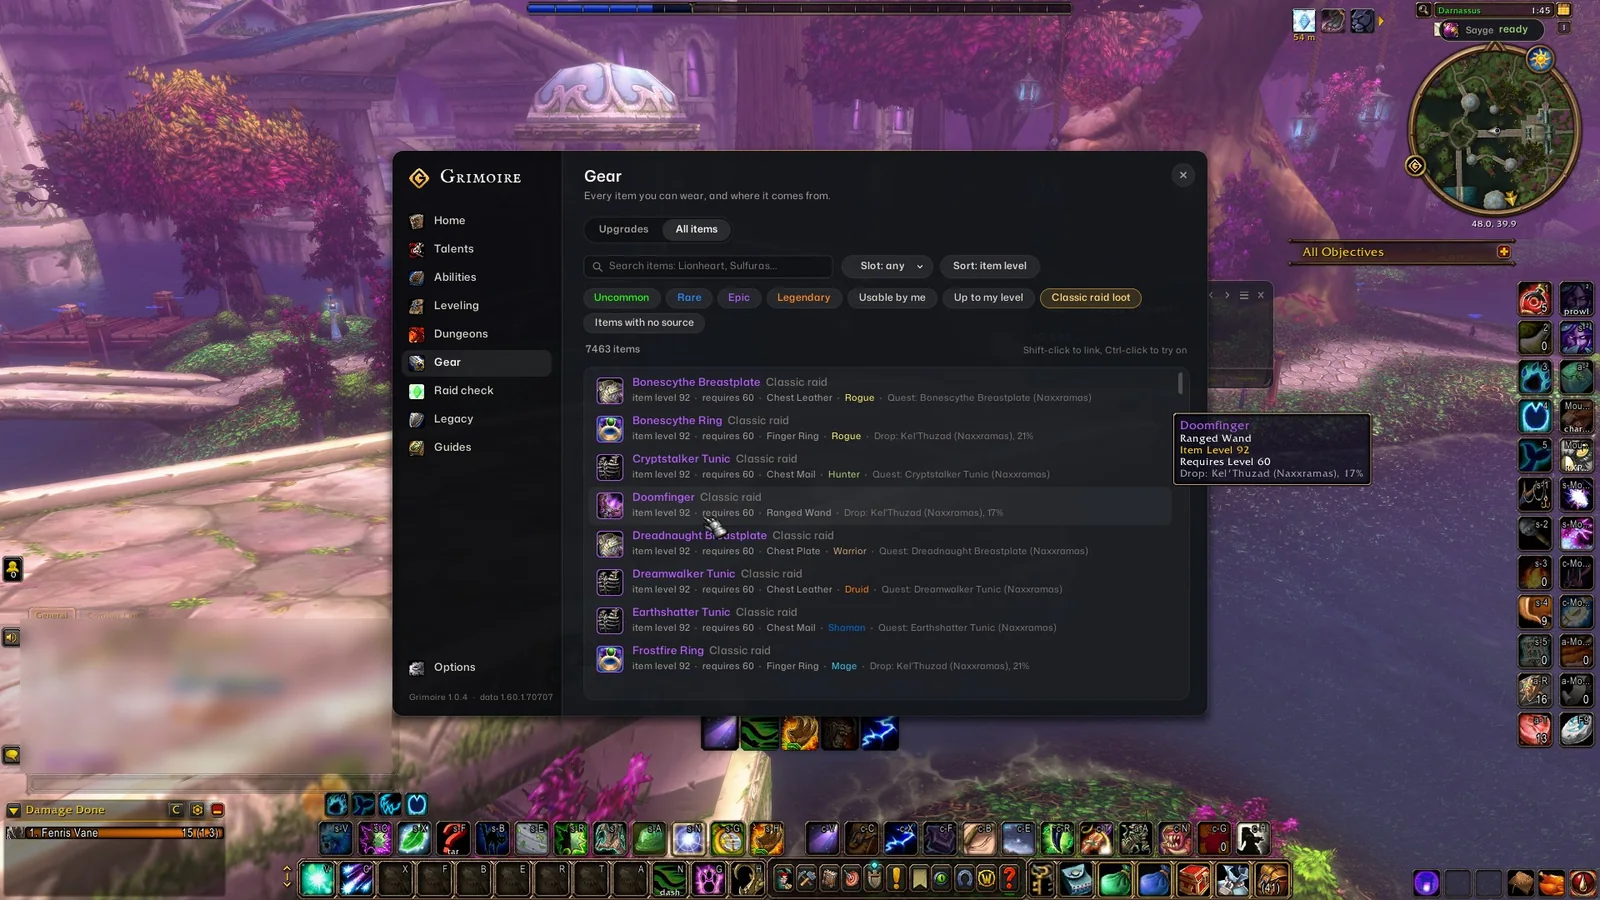 Darnassus 1:45
54 m
Sayge ready
48.0, 39.9
All Objectives
GRIMOIRE
Home
Talents
Abilities
Leveling
Dungeons
Gear
Raid check
Legacy
Guides
Options
Grimoire 1.0.4 · data 1.60.1.70707
Gear
Every item you can wear, and where it comes from.
Upgrades All items
Search items: Lionheart, Sulfuras...
Slot: any
Sort: item level
Uncommon Rare Epic Legendary Usable by me Up to my level Classic raid loot
Items with no source
7463 items
Shift-click to link, Ctrl-click to try on
Bonescythe Breastplate Classic raid
item level 92 · requires 60 · Chest Leather · Rogue · Quest: Bonescythe Breastplate (Naxxramas)
Bonescythe Ring Classic raid
item level 92 · requires 60 · Finger Ring · Rogue · Drop: Kel'Thuzad (Naxxramas), 21%
Cryptstalker Tunic Classic raid
item level 92 · requires 60 · Chest Mail · Hunter · Quest: Cryptstalker Tunic (Naxxramas)
Doomfinger Classic raid
item level 92 · requires 60 · Ranged Wand · Drop: Kel'Thuzad (Naxxramas), 17%
Dreadnaught Breastplate Classic raid
item level 92 · requires 60 · Chest Plate · Warrior · Quest: Dreadnaught Breastplate (Naxxramas)
Dreamwalker Tunic Classic raid
item level 92 · requires 60 · Chest Leather · Druid · Quest: Dreamwalker Tunic (Naxxramas)
Earthshatter Tunic Classic raid
item level 92 · requires 60 · Chest Mail · Shaman · Quest: Earthshatter Tunic (Naxxramas)
Frostfire Ring Classic raid
item level 92 · requires 60 · Finger Ring · Mage · Drop: Kel'Thuzad (Naxxramas), 21%
Doomfinger
Ranged Wand
Item Level 92
Requires Level 60
Drop: Kel'Thuzad (Naxxramas), 17%
General
Damage Done
1. Fenris Vane 15 (1.3)
prowl
dash
(41)